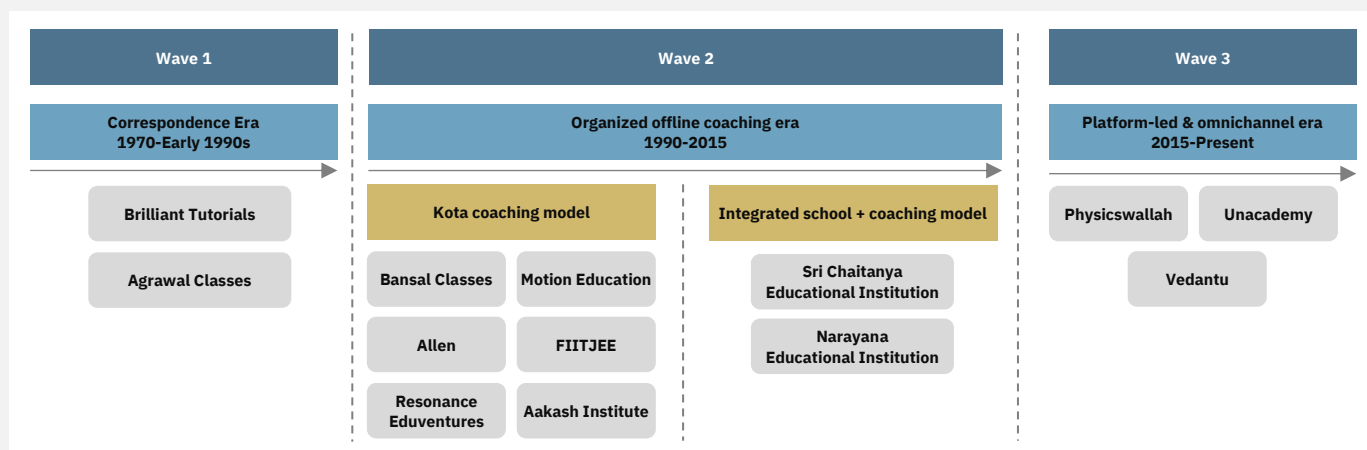 Wave 1
Wave 2
Wave 3
Correspondence Era
1970-Early 1990s
Organized offline coaching era
1990-2015
Platform-led & omnichannel era
2015-Present
Brilliant Tutorials
Agrawal Classes
Kota coaching model
Bansal Classes
Motion Education
Allen
FIITJEE
Resonance
Eduventures
Aakash Institute
Integrated school + coaching model
Sri Chaitanya
Educational Institution
Narayana
Educational Institution
Physicswallah
Unacademy
Vedantu